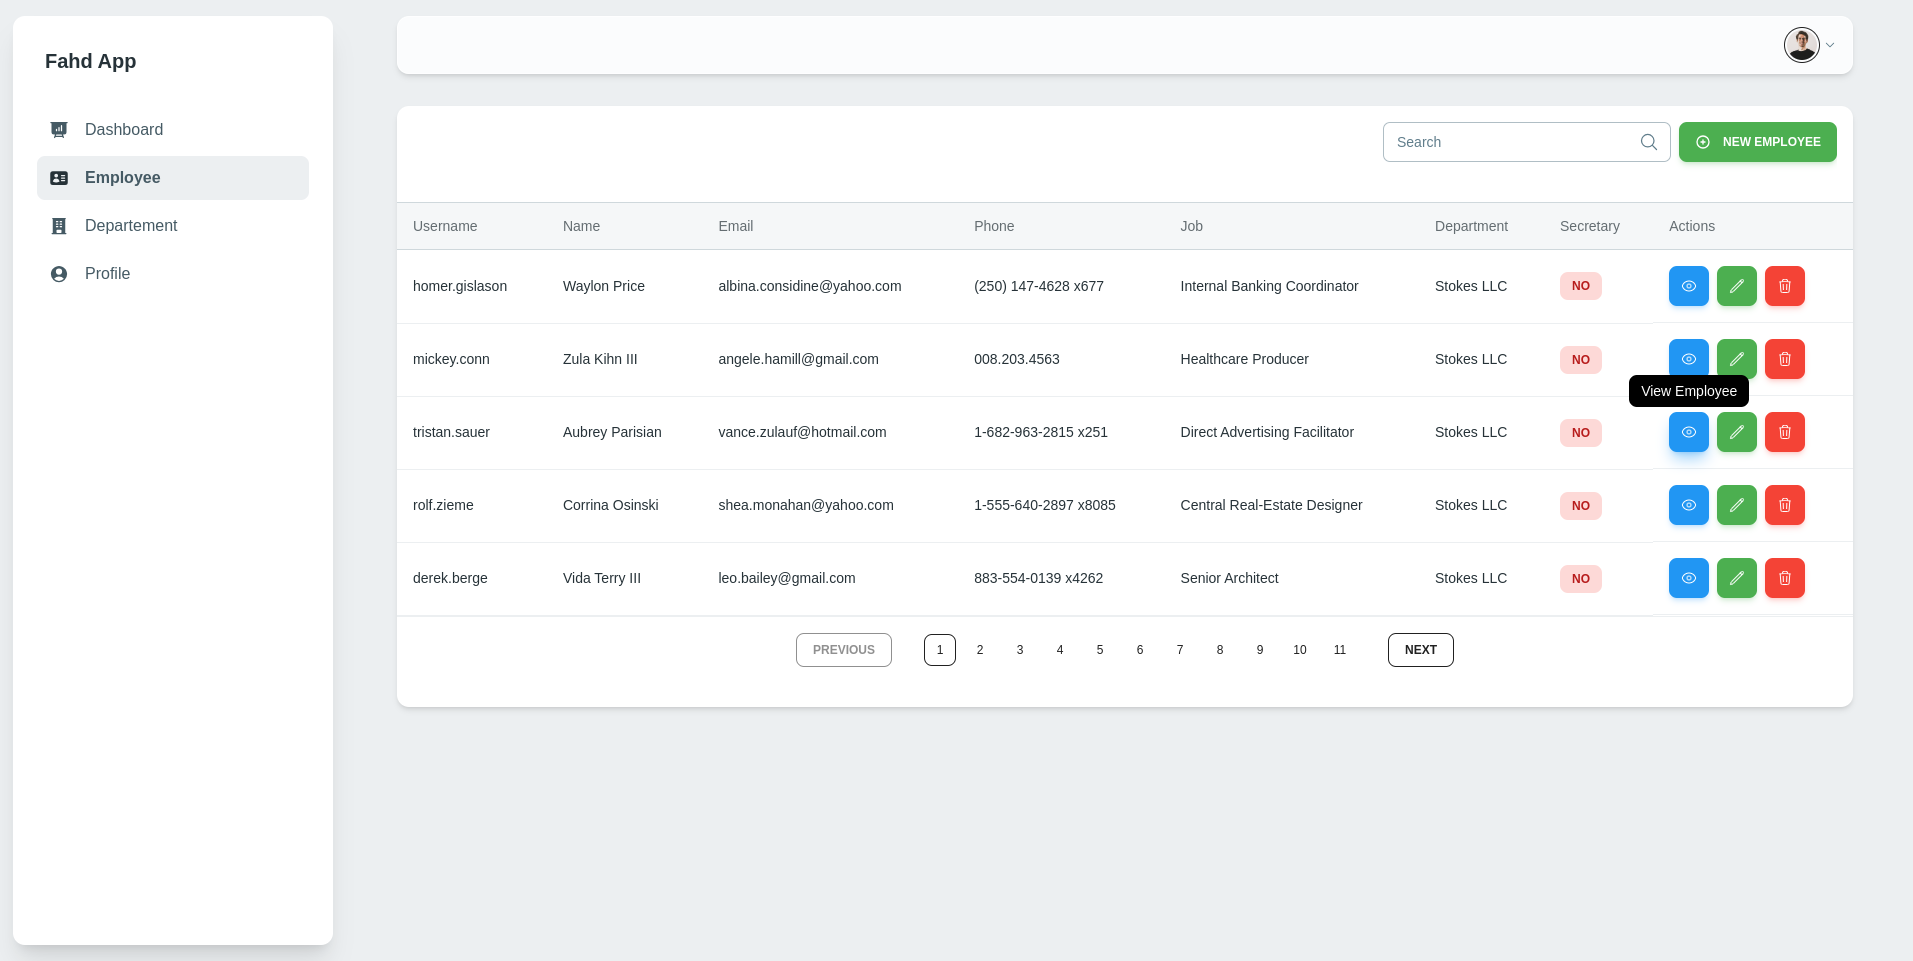 Fahd App
Dashboard
Employee
Departement
Profile
Search
NEW EMPLOYEE
Username Name Email Phone Job Department Secretary Actions
homer.gislason Waylon Price albina.considine@yahoo.com (250) 147-4628 x677 Internal Banking Coordinator Stokes LLC NO
mickey.conn Zula Kihn III angele.hamill@gmail.com 008.203.4563 Healthcare Producer Stokes LLC NO
View Employee
tristan.sauer Aubrey Parisian vance.zulauf@hotmail.com 1-682-963-2815 x251 Direct Advertising Facilitator Stokes LLC NO
rolf.zieme Corrina Osinski shea.monahan@yahoo.com 1-555-640-2897 x8085 Central Real-Estate Designer Stokes LLC NO
derek.berge Vida Terry III leo.bailey@gmail.com 883-554-0139 x4262 Senior Architect Stokes LLC NO
PREVIOUS 1 2 3 4 5 6 7 8 9 10 11 NEXT